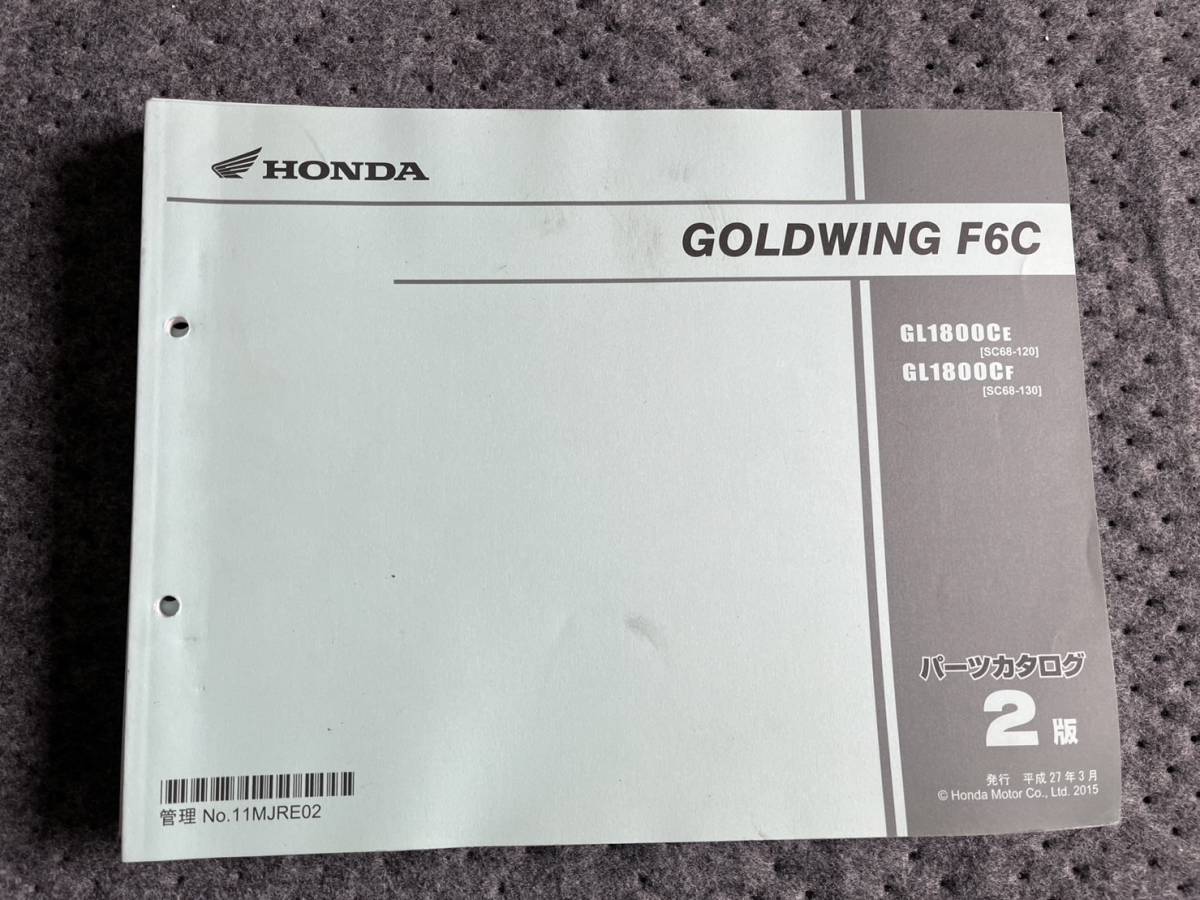 HONDA
GOLDWING F6C
GL1800CE
[SC68-120]
GL1800CF
[SC68-130]
パーツカタログ
2版
発行 平成27年3月
© Honda Motor Co., Ltd. 2015
管理 No.11MJRE02